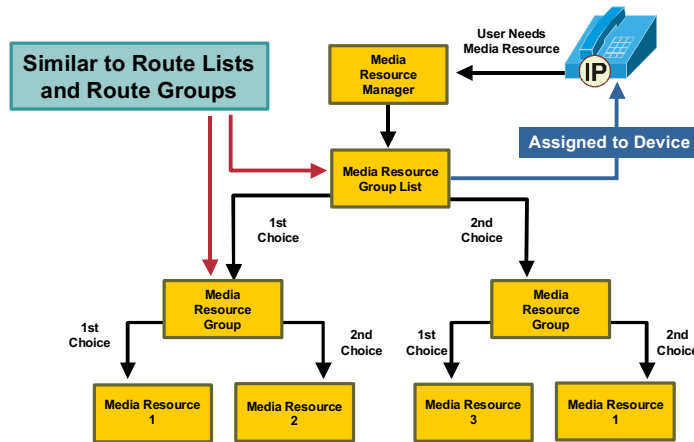 User Needs
Media Resource
Similar to Route Lists
and Route Groups
Media
Resource
Manager
IP
Assigned to Device
Media Resource
Group List
1st
Choice
2nd
Choice
Media
Resource
Group
Media
Resource
Group
1st
Choice
2nd
Choice
1st
Choice
2nd
Choice
Media Resource
1
Media Resource
2
Media Resource
3
Media Resource
1